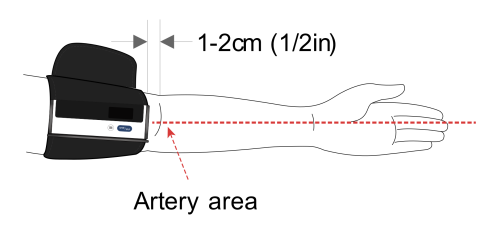 1-2cm (1/2in)
Artery area